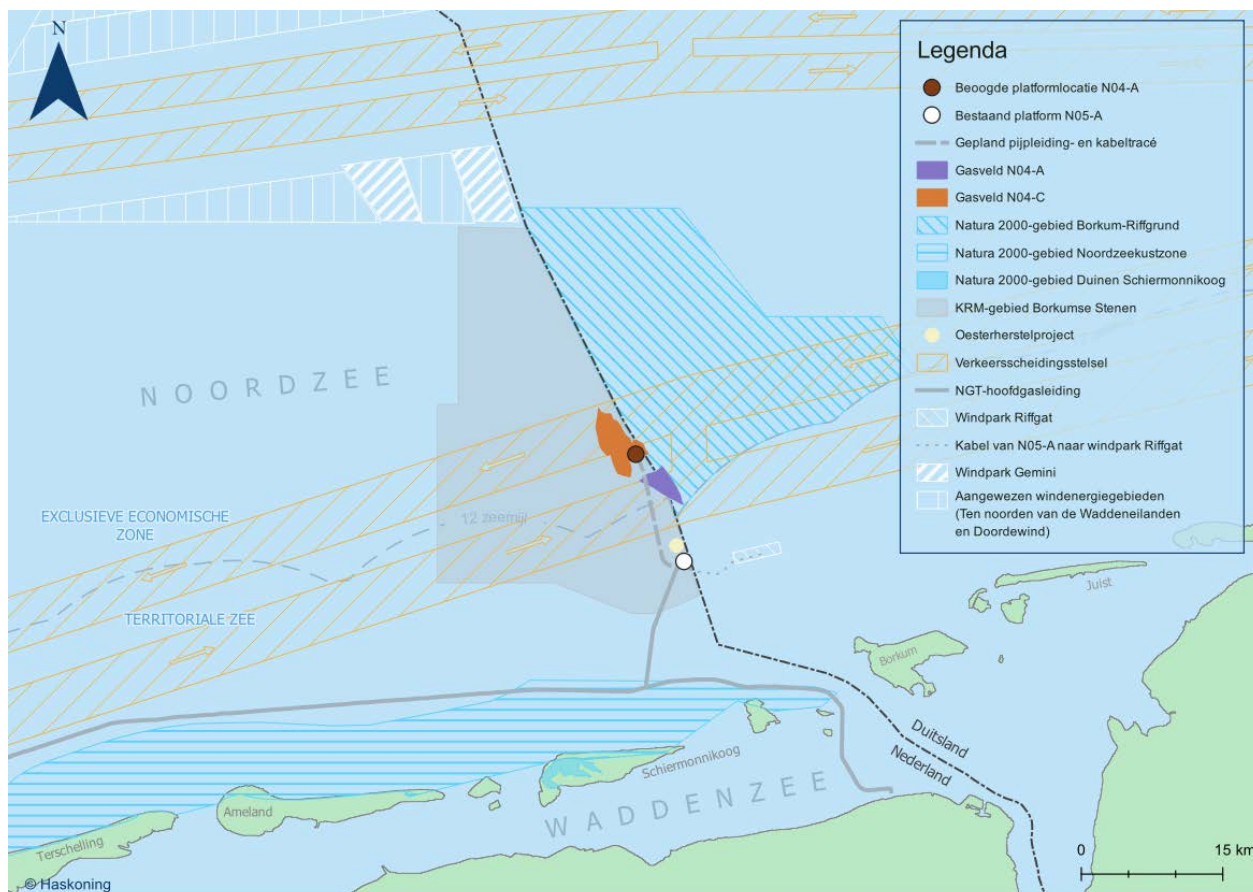 N
Legenda
Beoogde platformlocatie N04-A
Bestaand platform N05-A
Gepland pijpleiding- en kabeltracé
Gasveld N04-A
Gasveld N04-C
Natura 2000-gebied Borkum-Riffgrund
Natura 2000-gebied Noordzeekustzone
Natura 2000-gebied Duinen Schiermonnikoog
KRM-gebied Borkumse Stenen
Oesterherstelproject
Verkeersscheidingsstelsel
NGT-hoofdgasleiding
Windpark Riffgat
Kabel van N05-A naar windpark Riffgat
Windpark Gemini
Aangewezen windenergiegebieden
(Ten noorden van de Waddeneilanden
en Doordewind)
NOORDZEE
EXCLUSIEVE ECONOMISCHE
ZONE
12 zeemijl
TERRITORIALE ZEE
Juist
Borkum
Duitsland
Nederland
Schiermonnikoog
WADDENZEE
Ameland
Terschelling
0 15 km
© Haskoning